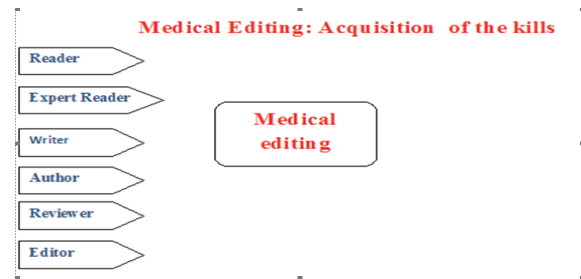 Medical Editing: Acquisition of the kills
Reader
Expert Reader
Writer
Author
Reviewer
Editor
Medical
editing